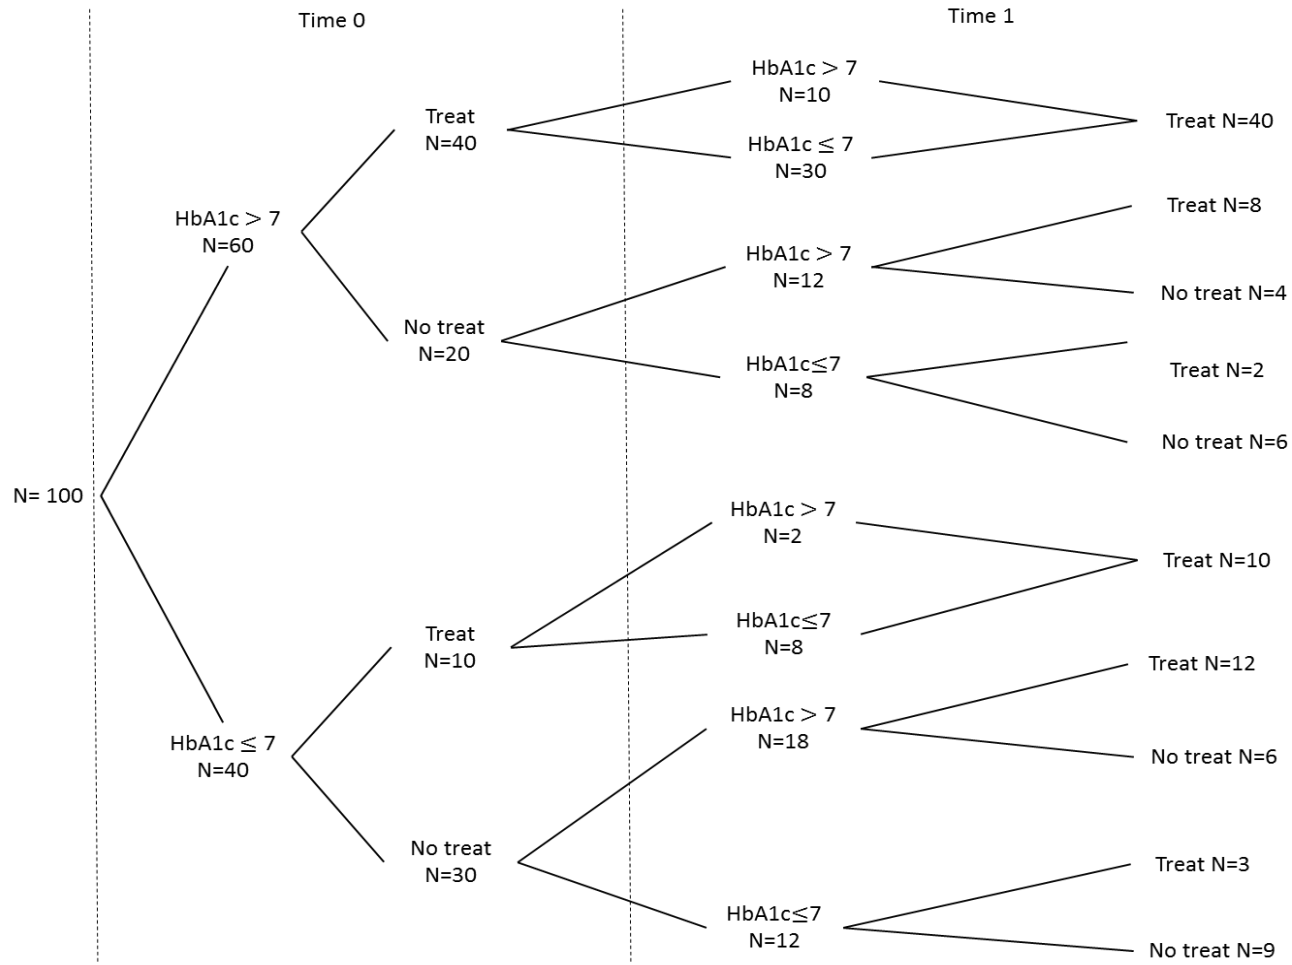 Time 0
Time 1
HbA1c > 7
N=10
Treat
N=40
Treat N=40
HbA1c ≤ 7
N=30
HbA1c > 7
N=60
Treat N=8
HbA1c > 7
N=12
No treat N=4
No treat
N=20
HbA1c≤7
N=8
Treat N=2
No treat N=6
N= 100
HbA1c > 7
N=2
Treat N=10
HbA1c≤7
N=8
Treat
N=10
Treat N=12
HbA1c > 7
N=18
HbA1c ≤ 7
N=40
No treat N=6
No treat
N=30
Treat N=3
HbA1c≤7
N=12
No treat N=9